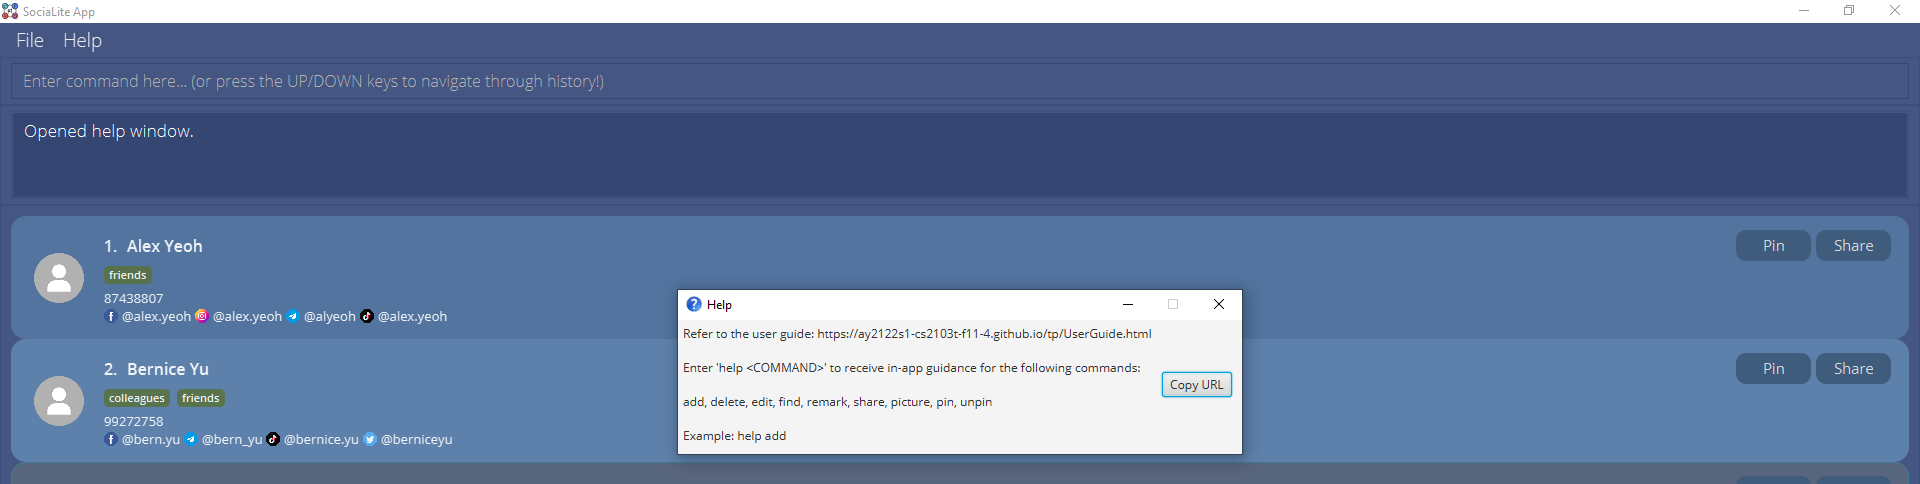 SociaLite App
File Help
Enter command here... (or press the UP/DOWN keys to navigate through history!)
Opened help window.
1. Alex Yeoh
friends
87438807
@alex.yeoh @alex.yeoh @alyeoh @alex.yeoh
Pin Share
2. Bernice Yu
colleagues friends
99272758
@bern.yu @bern_yu @bernice.yu @berniceyu
Pin Share
Help
Refer to the user guide: https://ay2122s1-cs2103t-f11-4.github.io/tp/UserGuide.html
Enter 'help <COMMAND>' to receive in-app guidance for the following commands:
add, delete, edit, find, remark, share, picture, pin, unpin
Example: help add
Copy URL